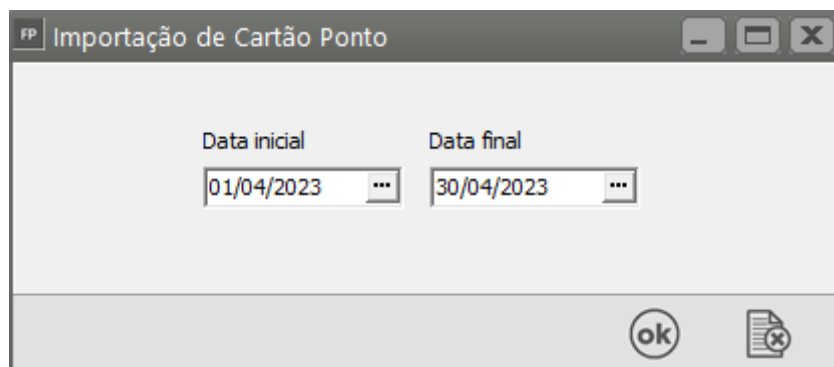 FP Importação de Cartão Ponto
Data inicial Data final
01/04/2023 ... 30/04/2023 ...
ok